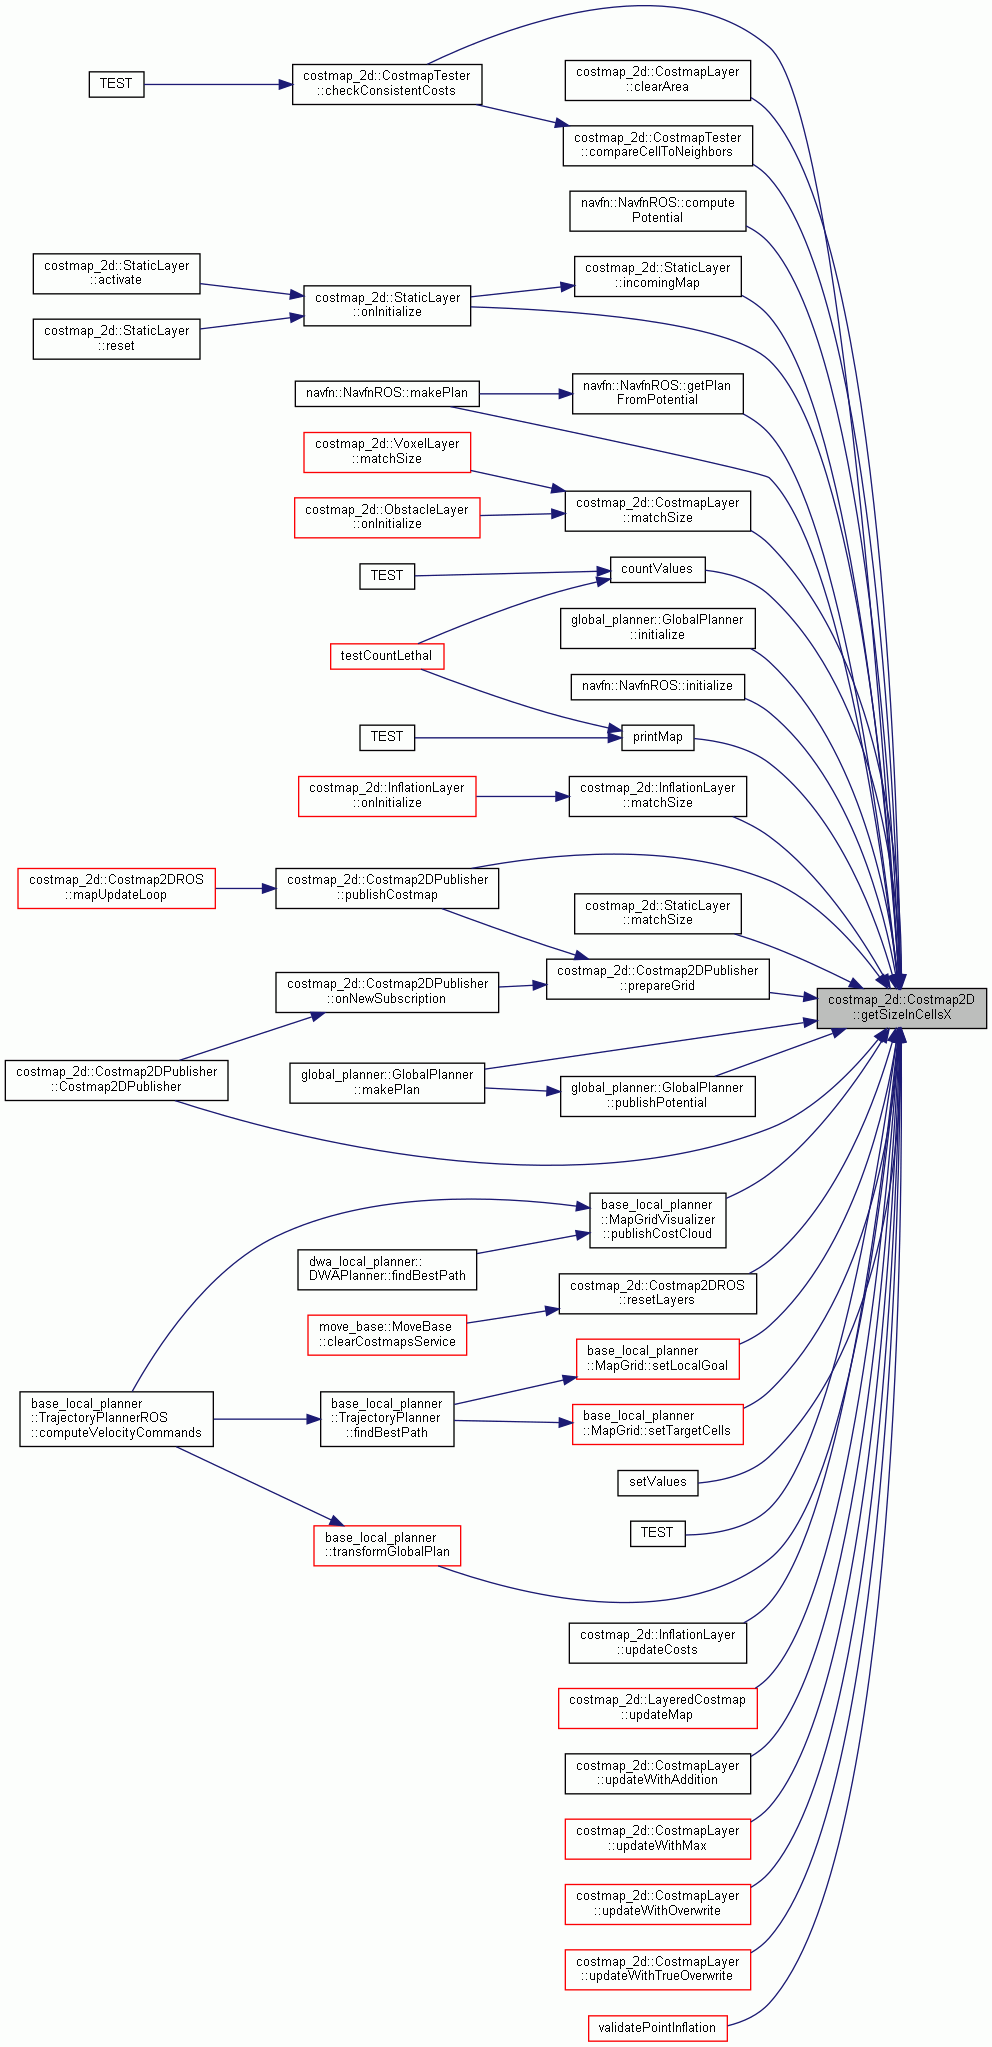 costmap_2d::CostmapTester
::checkConsistentCosts
TEST
costmap_2d::CostmapLayer
::clearArea
costmap_2d::CostmapTester
::compareCellToNeighbors
navfn::NavfnROS::compute
Potential
costmap_2d::StaticLayer
::activate
costmap_2d::StaticLayer
::incomingMap
costmap_2d::StaticLayer
::onInitialize
costmap_2d::StaticLayer
::reset
navfn::NavfnROS::makePlan
navfn::NavfnROS::getPlan
FromPotential
costmap_2d::VoxelLayer
::matchSize
costmap_2d::ObstacleLayer
::onInitialize
costmap_2d::CostmapLayer
::matchSize
TEST
countValues
global_planner::GlobalPlanner
::initialize
testCountLethal
navfn::NavfnROS::initialize
TEST
printMap
costmap_2d::InflationLayer
::onInitialize
costmap_2d::InflationLayer
::matchSize
costmap_2d::Costmap2DROS
::mapUpdateLoop
costmap_2d::Costmap2DPublisher
::publishCostmap
costmap_2d::StaticLayer
::matchSize
costmap_2d::Costmap2DPublisher
::onNewSubscription
costmap_2d::Costmap2DPublisher
::prepareGrid
costmap_2d::Costmap2D
::getSizeInCellsX
costmap_2d::Costmap2DPublisher
::Costmap2DPublisher
global_planner::GlobalPlanner
::makePlan
global_planner::GlobalPlanner
::publishPotential
base_local_planner
::MapGridVisualizer
::publishCostCloud
dwa_local_planner::
DWAPlanner::findBestPath
costmap_2d::Costmap2DROS
::resetLayers
move_base::MoveBase
::clearCostmapsService
base_local_planner
::MapGrid::setLocalGoal
base_local_planner
::TrajectoryPlannerROS
::computeVelocityCommands
base_local_planner
::TrajectoryPlanner
::findBestPath
base_local_planner
::MapGrid::setTargetCells
setValues
TEST
base_local_planner
::transformGlobalPlan
costmap_2d::InflationLayer
::updateCosts
costmap_2d::LayeredCostmap
::updateMap
costmap_2d::CostmapLayer
::updateWithAddition
costmap_2d::CostmapLayer
::updateWithMax
costmap_2d::CostmapLayer
::updateWithOverwrite
costmap_2d::CostmapLayer
::updateWithTrueOverwrite
validatePointInflation